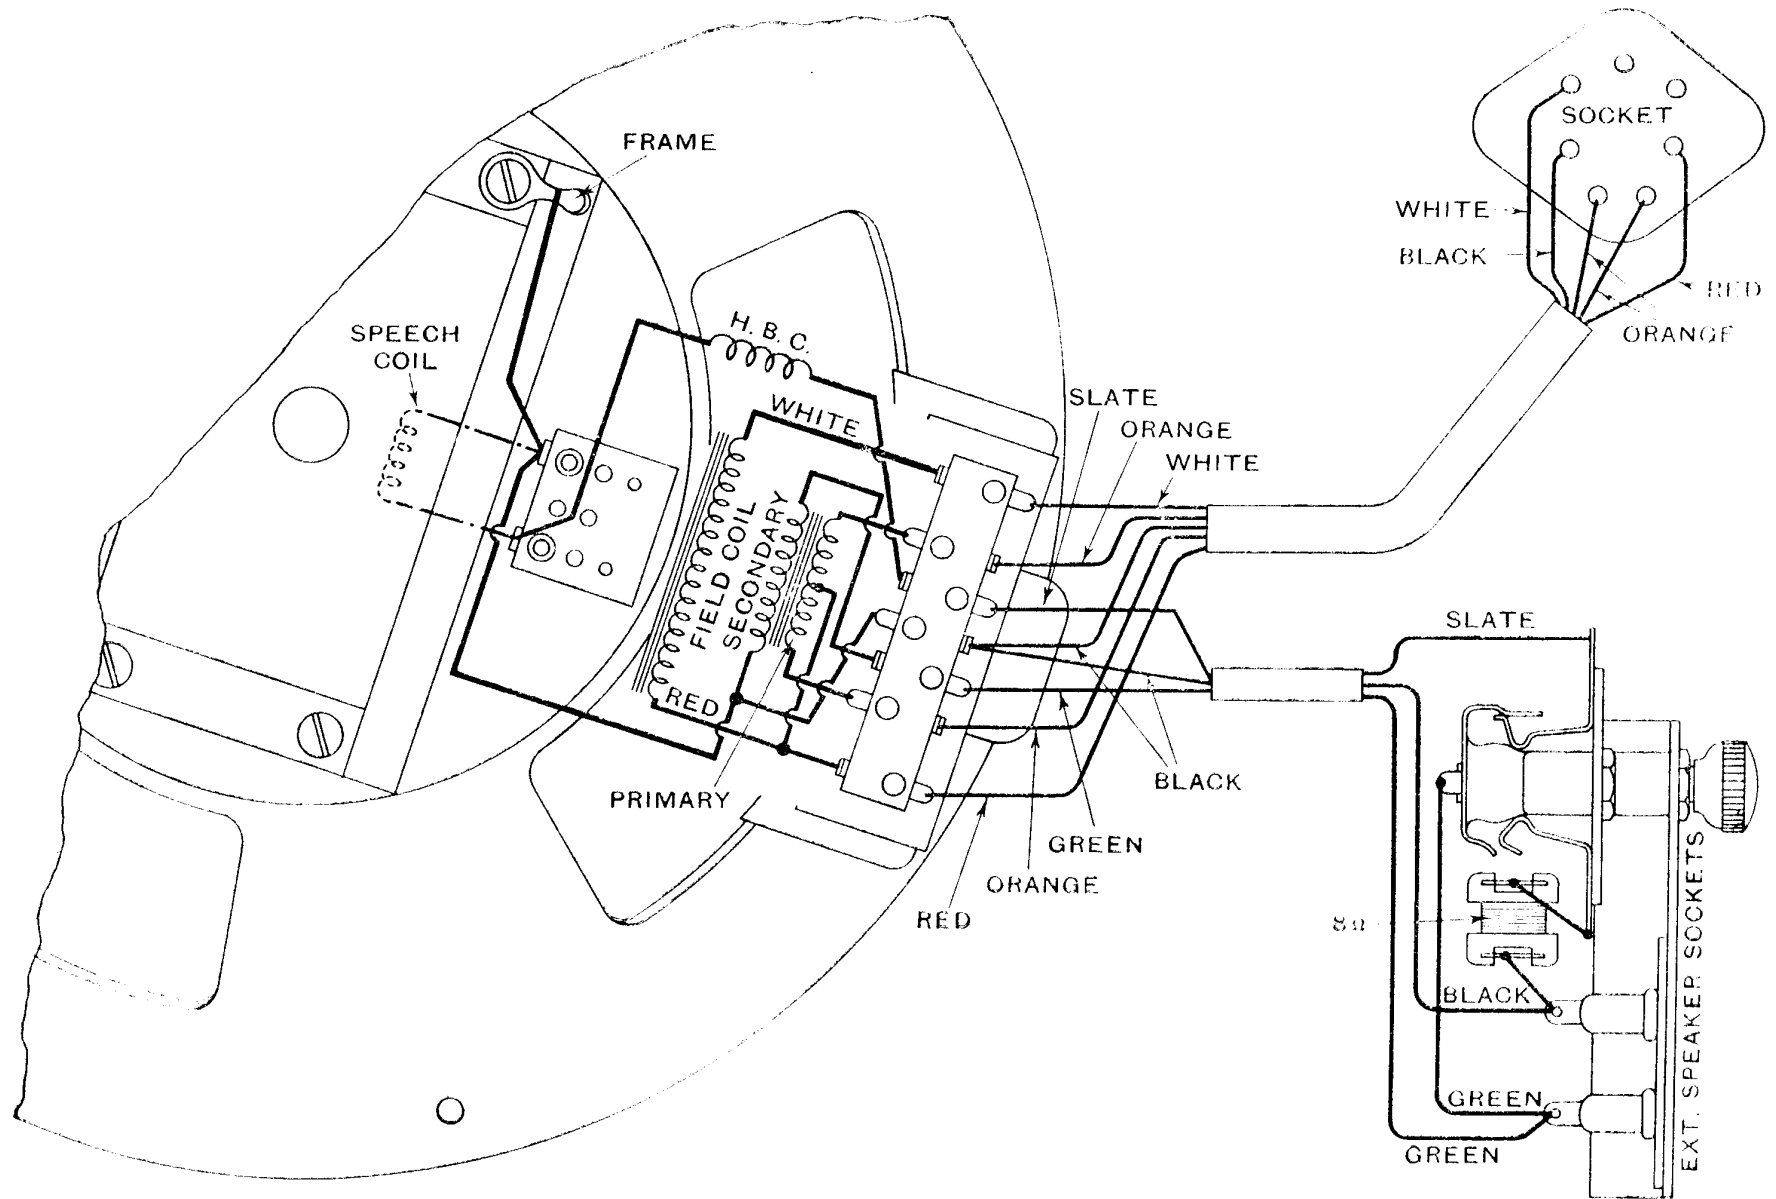 FRAME
SOCKET
WHITE
BLACK
RED
ORANGE
SPEECH
COIL
H. B. C.
WHITE
SLATE
ORANGE
WHITE
FIELD COIL
SECONDARY
RED
PRIMARY
SLATE
BLACK
GREEN
ORANGE
RED
8Ω
BLACK
GREEN
GREEN
EXT. SPEAKER SOCKETS